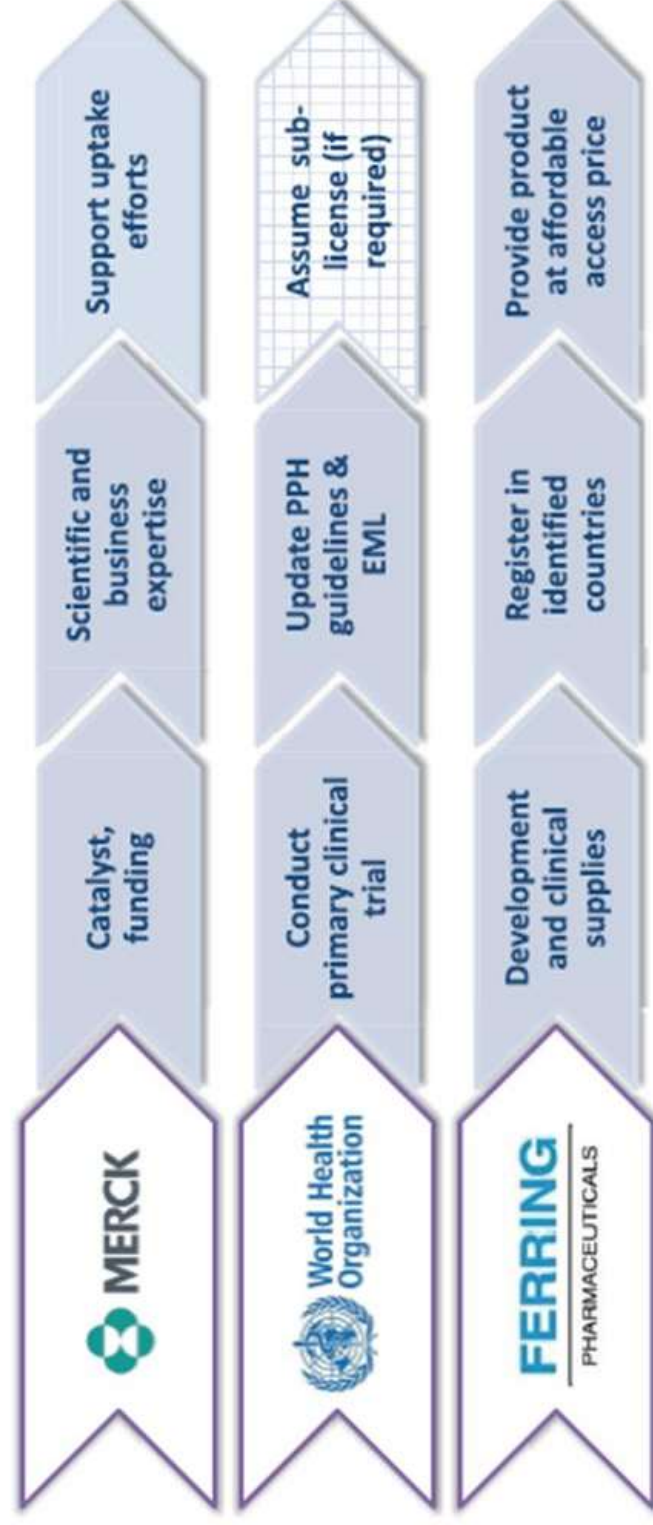 MERCK
Catalyst,
funding
Scientific and
business
expertise
Support uptake
efforts
World Health
Organization
Conduct
primary clinical
trial
Update PPH
guidelines &
EML
Assume sub-
license (if
required)
FERRING
PHARMACEUTICALS
Development
and clinical
supplies
Register in
identified
countries
Provide product
at affordable
access price